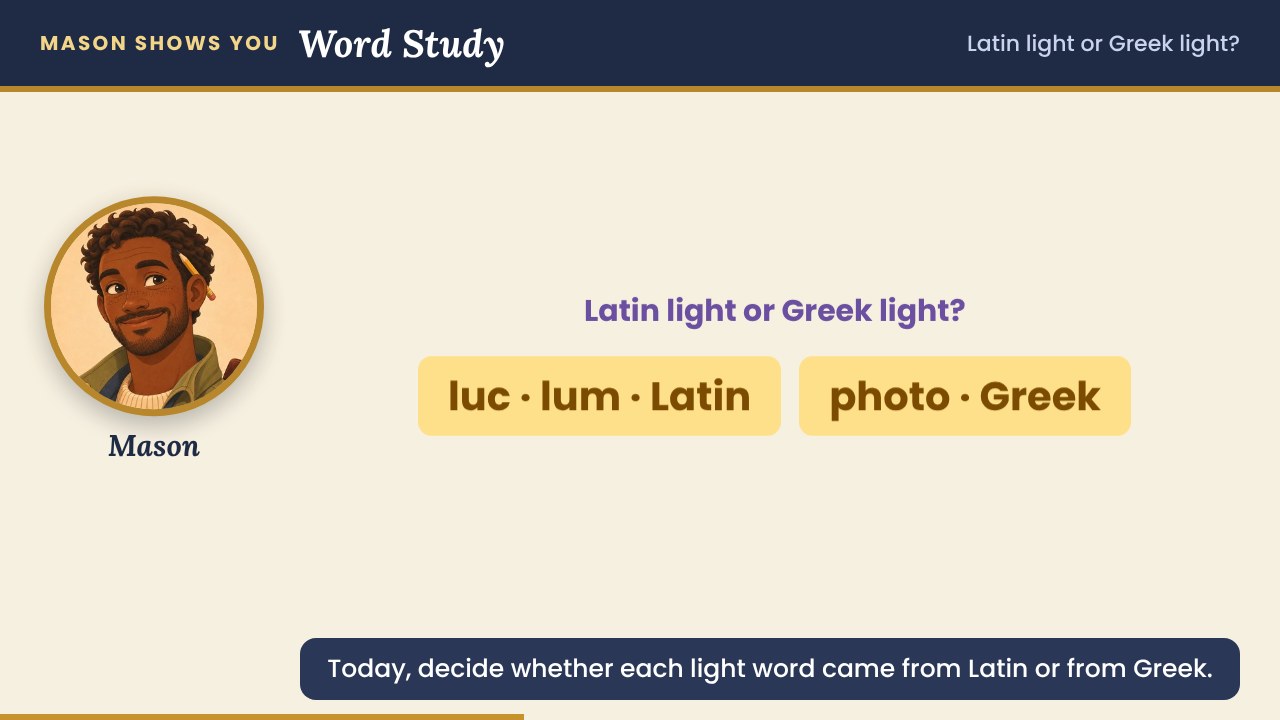 MASON SHOWS YOU Word Study
Latin light or Greek light?
Mason
Latin light or Greek light?
luc · lum · Latin
photo · Greek
Today, decide whether each light word came from Latin or from Greek.